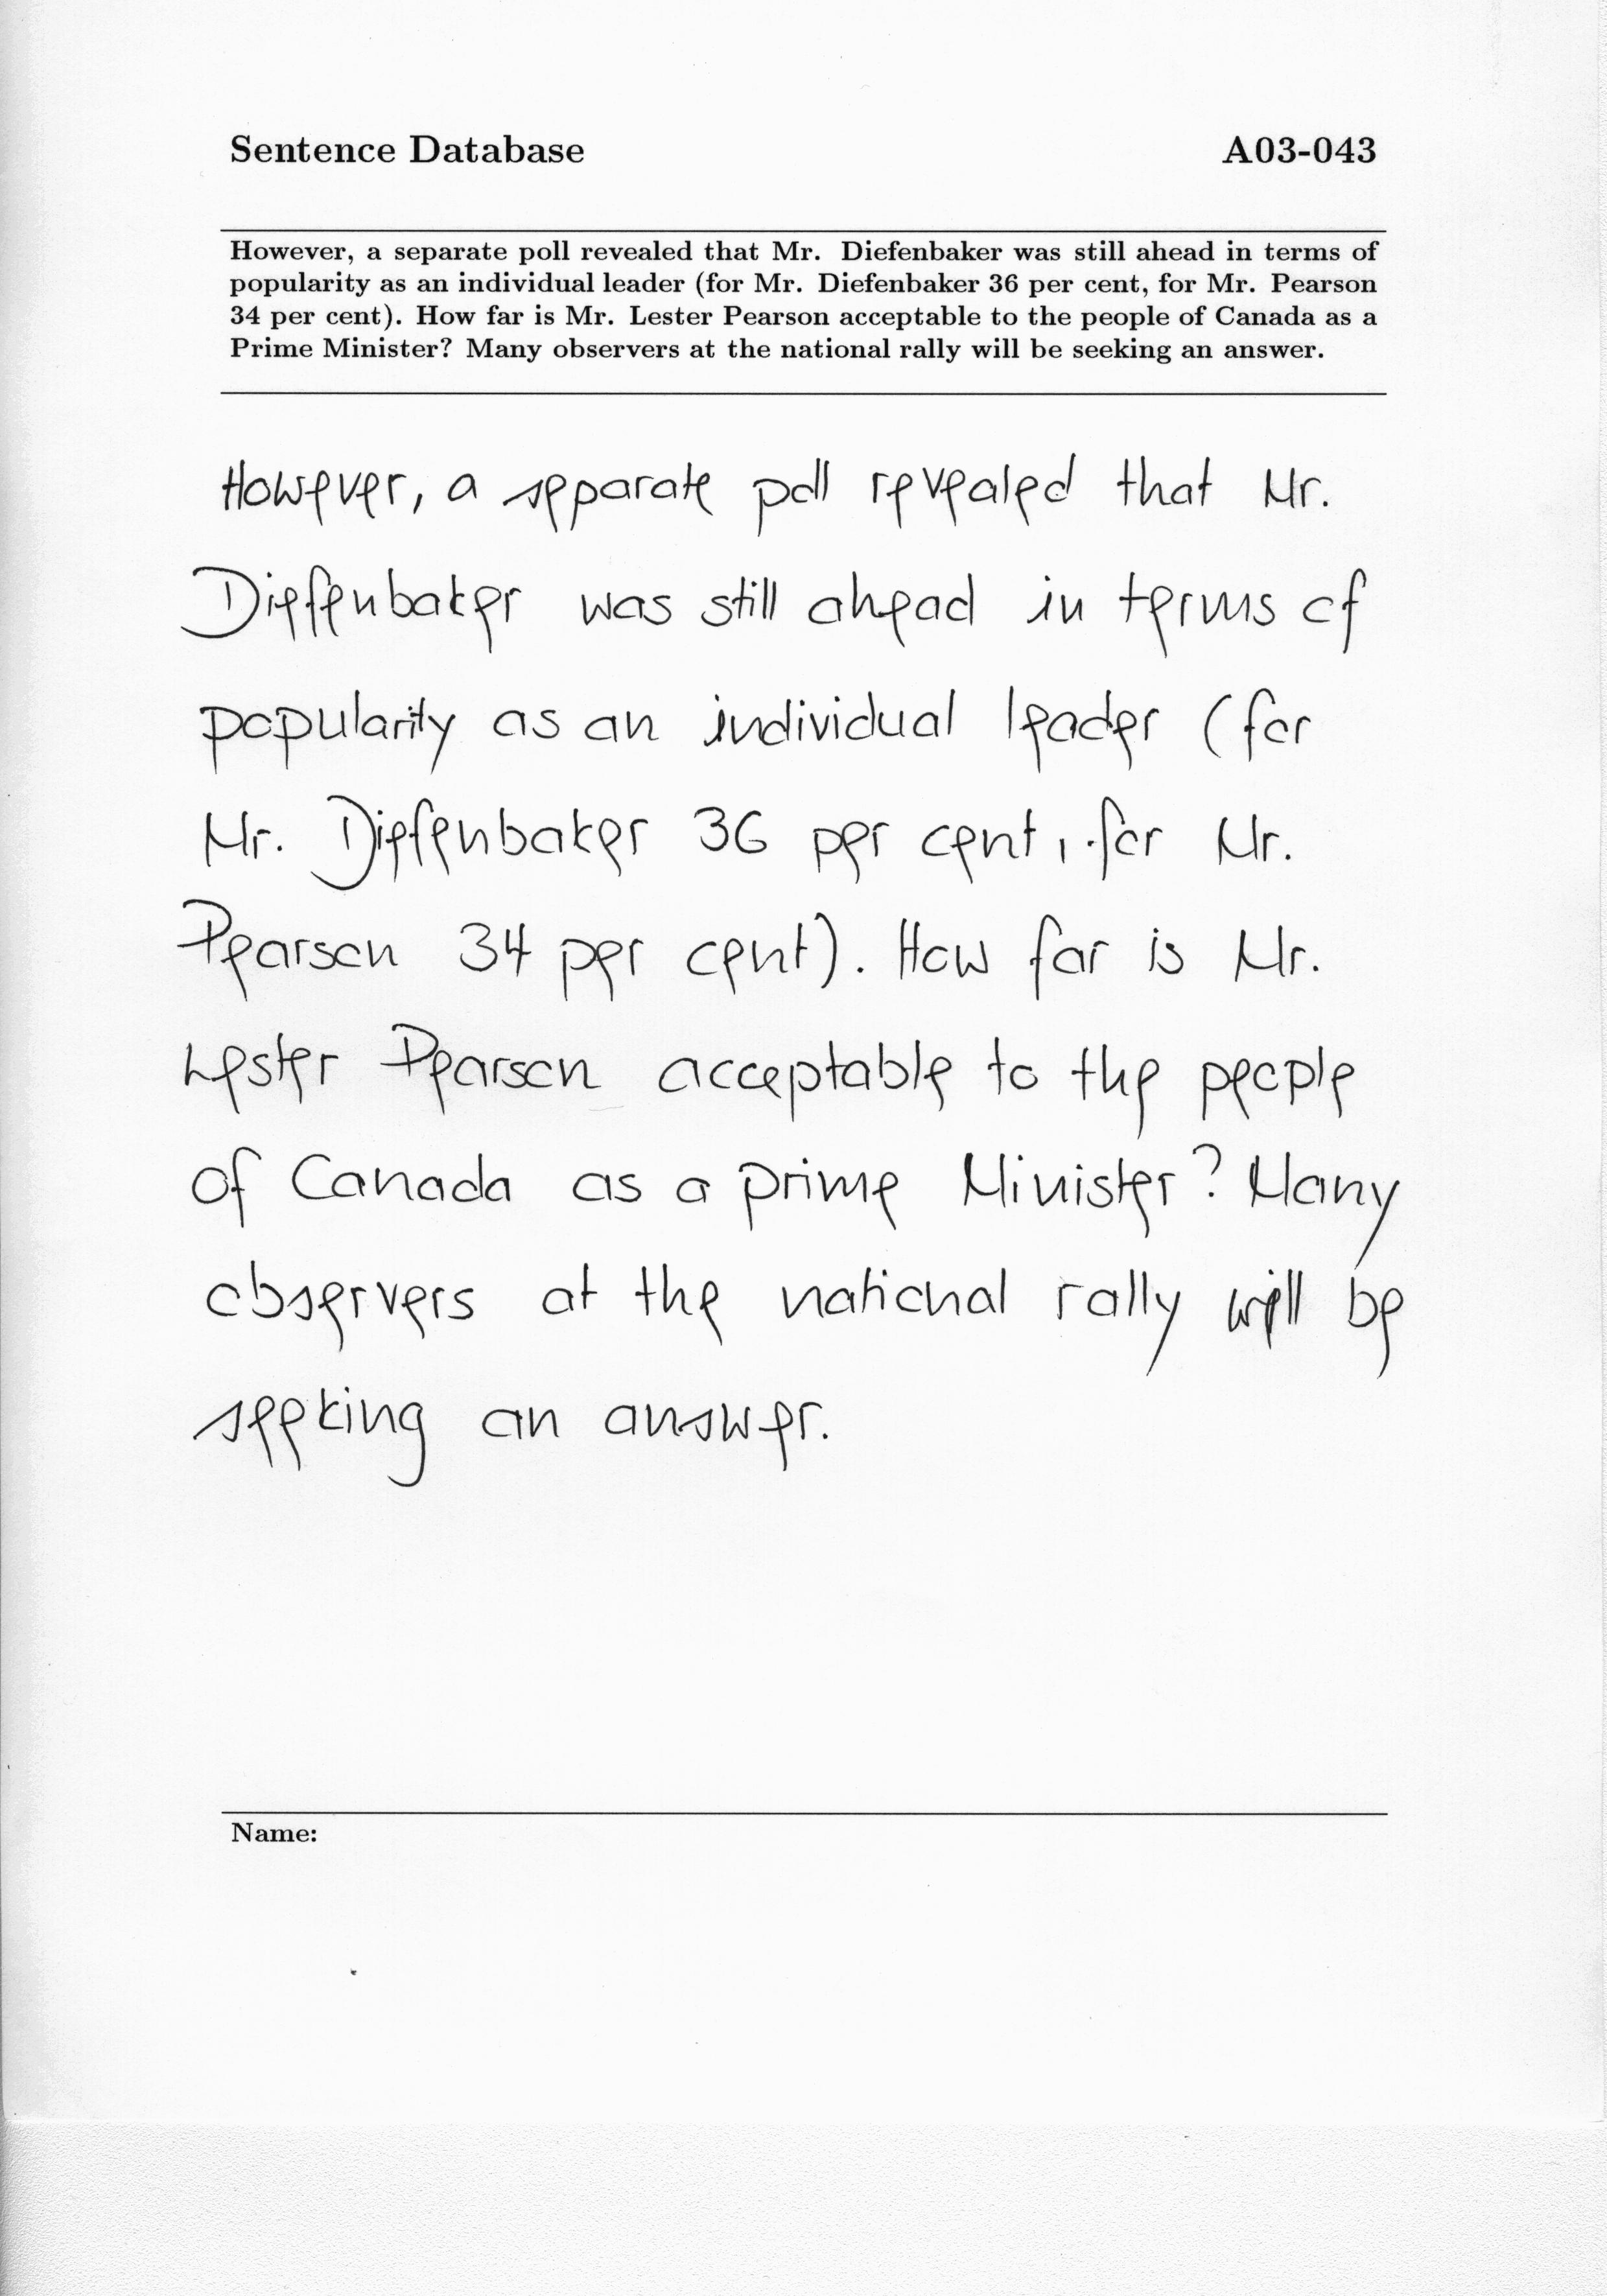 Sentence Database A03-043
However, a separate poll revealed that Mr. Diefenbaker was still ahead in terms of
popularity as an individual leader (for Mr. Diefenbaker 36 per cent, for Mr. Pearson
34 per cent). How far is Mr. Lester Pearson acceptable to the people of Canada as a
Prime Minister? Many observers at the national rally will be seeking an answer.
However, a separate poll revealed that Mr.
Diefenbaker was still ahead in terms of
popularity as an individual leader (for
Mr. Diefenbaker 36 per cent, for Mr.
Pearson 34 per cent). How far is Mr.
Lester Pearson acceptable to the people
of Canada as a prime Minister? Many
observers at the national rally will be
seeking an answer.
Name: